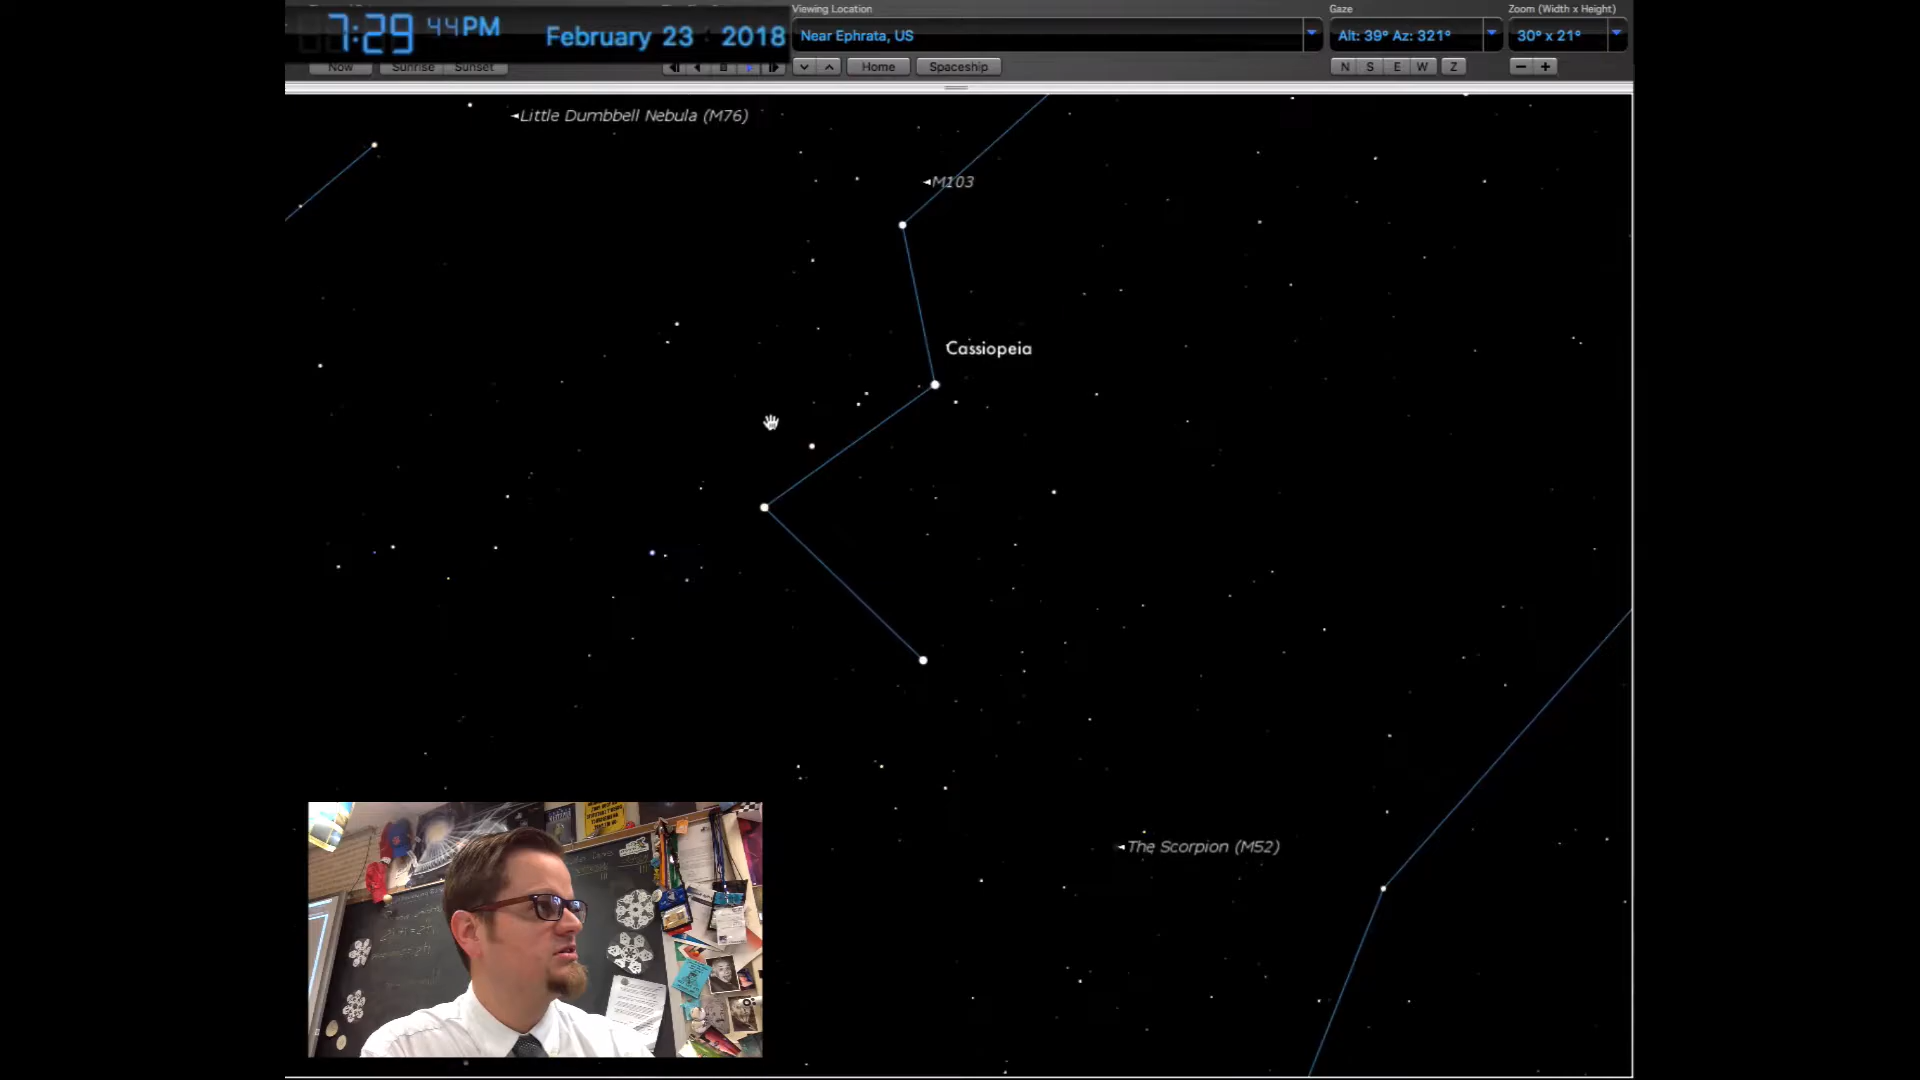 Viewing Location
Gaze
Zoom (Width x Height)
7:29 44PM
February 23 2018
Near Ephrata, US
Alt: 39° Az: 321°
30° x 21°
Now
Sunrise
Sunset
Home
Spaceship
N
S
E
W
Z
Little Dumbbell Nebula (M76)
M103
Cassiopeia
The Scorpion (M52)